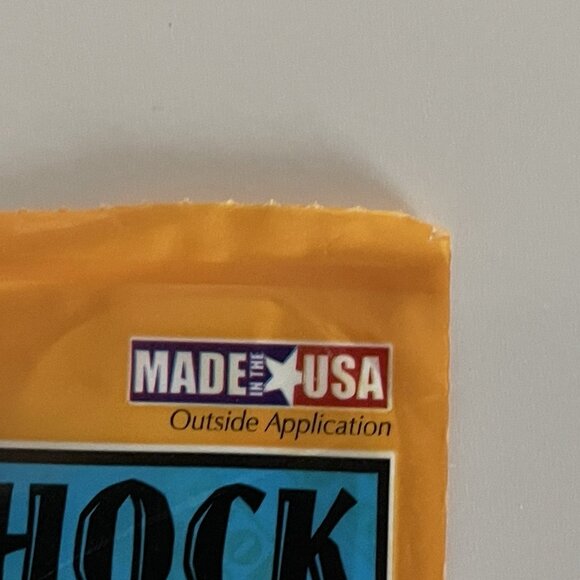 MADE IN THE USA
Outside Application
HOCK